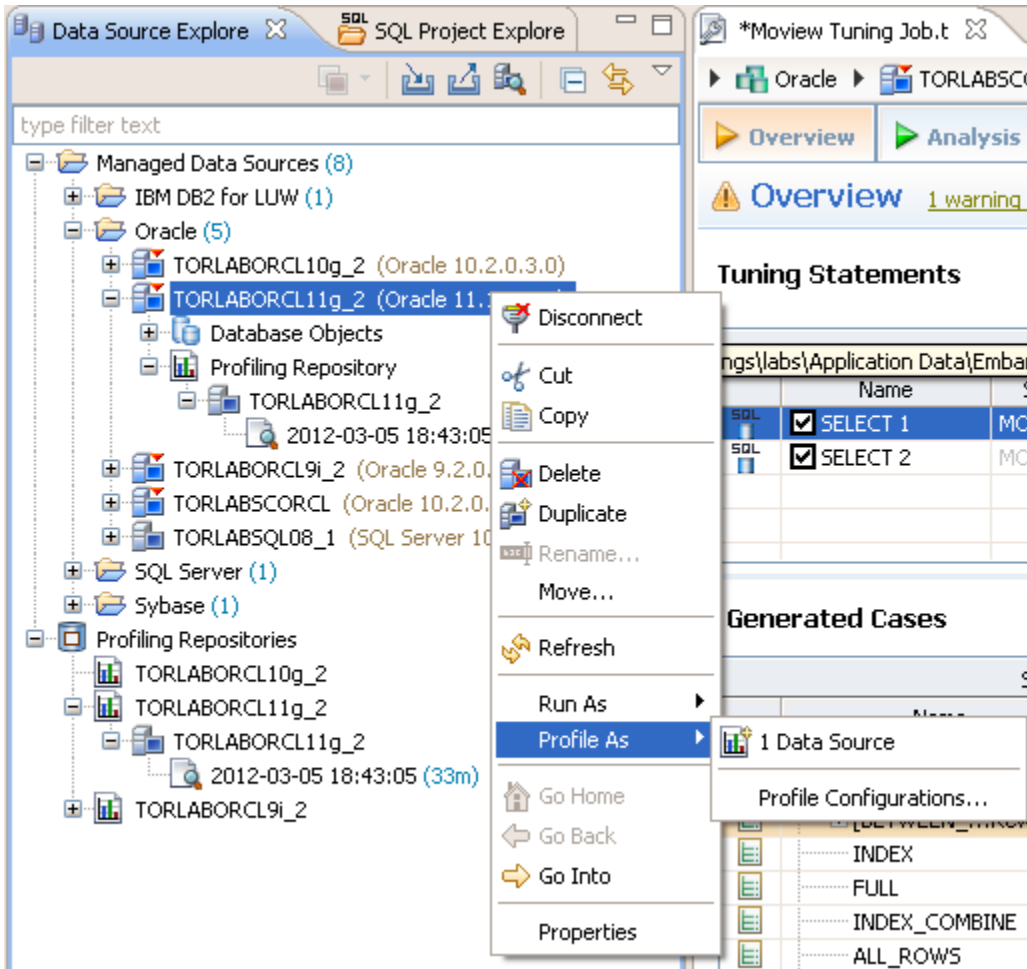 Data Source Explore
SQL Project Explore
type filter text
Managed Data Sources (8)
IBM DB2 for LUW (1)
Oracle (5)
TORLABORCL10g_2 (Oracle 10.2.0.3.0)
TORLABORCL11g_2 (Oracle 11.
Database Objects
Profiling Repository
TORLABORCL11g_2
2012-03-05 18:43:05
TORLABORCL9i_2 (Oracle 9.2.0.
TORLABSCORCL (Oracle 10.2.0.
TORLABSQL08_1 (SQL Server 10
SQL Server (1)
Sybase (1)
Profiling Repositories
TORLABORCL10g_2
TORLABORCL11g_2
TORLABORCL11g_2
2012-03-05 18:43:05 (33m)
TORLABORCL9i_2
Disconnect
Cut
Copy
Delete
Duplicate
Rename...
Move...
Refresh
Run As
Profile As
Go Home
Go Back
Go Into
Properties
1 Data Source
Profile Configurations...
*Moview Tuning Job.t
Oracle TORLABSCO
Overview Analysis
Overview 1 warning
Tuning Statements
ngs\labs\Application Data\Embar
Name S
SQL SELECT 1 MO
SQL SELECT 2 MO
Generated Cases
S
Name
INDEX
FULL
INDEX_COMBINE
ALL_ROWS